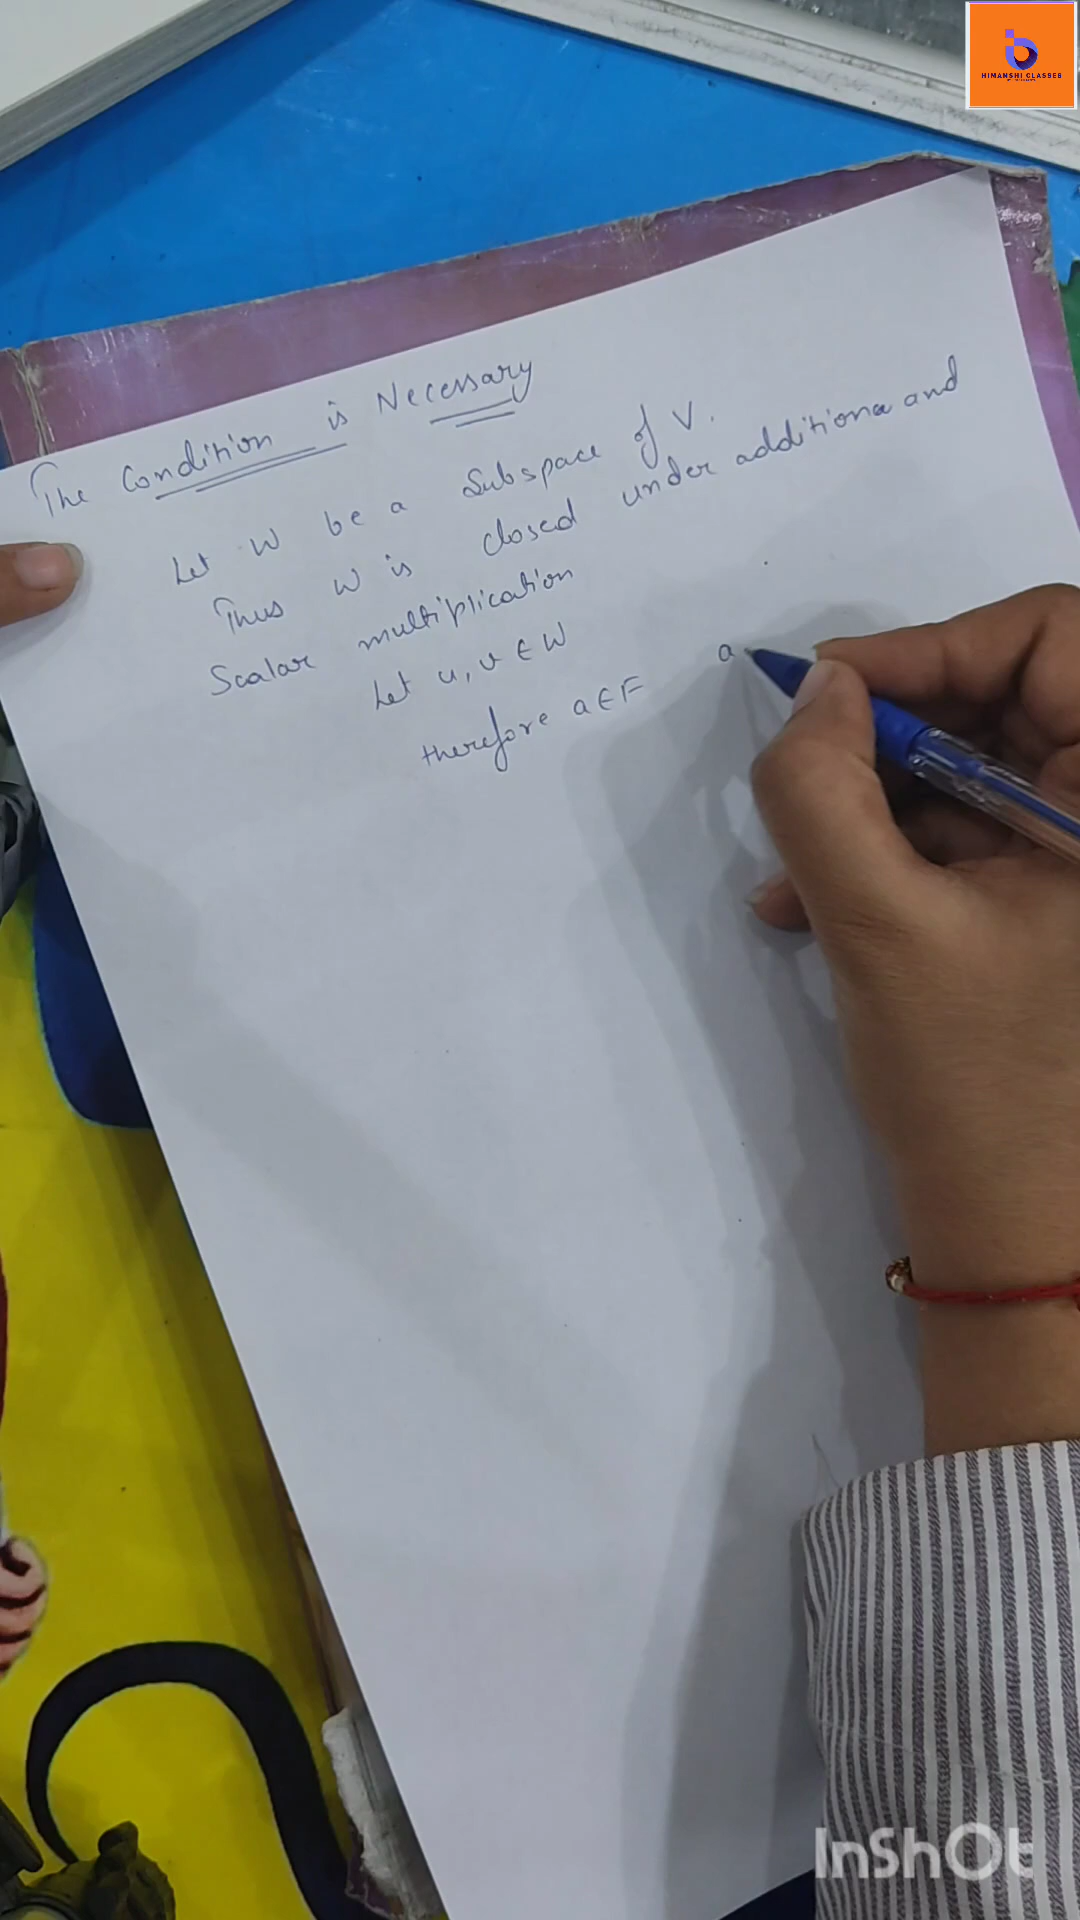 HIMANSHI CLASSES
The Condition is Necessary
Let W be a Subspace of V.
Thus W is closed under additiona and
Scalar multiplication
Let u, v ∈ W
therefore a ∈ F a
InShOt